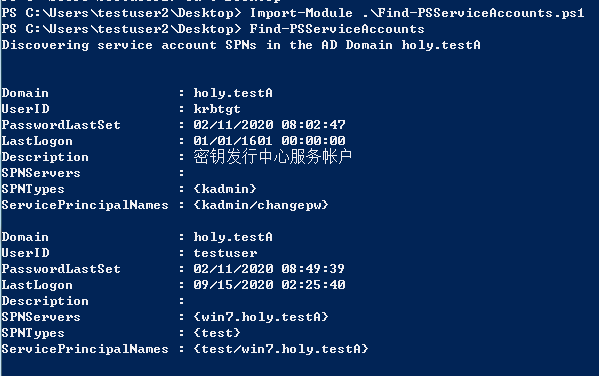 PS C:\Users\testuser2\Desktop> Import-Module .\Find-PSServiceAccounts.ps1
PS C:\Users\testuser2\Desktop> Find-PSServiceAccounts
Discovering service account SPNs in the AD Domain holy.testA
Domain : holy.testA
UserID : krbtgt
PasswordLastSet : 02/11/2020 08:02:47
LastLogon : 01/01/1601 00:00:00
Description : 密钥发行中心服务帐户
SPNServers :
SPNTypes : {kadmin}
ServicePrincipalNames : {kadmin/changepw}
Domain : holy.testA
UserID : testuser
PasswordLastSet : 02/11/2020 08:49:39
LastLogon : 09/15/2020 02:25:40
Description :
SPNServers : {win7.holy.testA}
SPNTypes : {test}
ServicePrincipalNames : {test/win7.holy.testA}